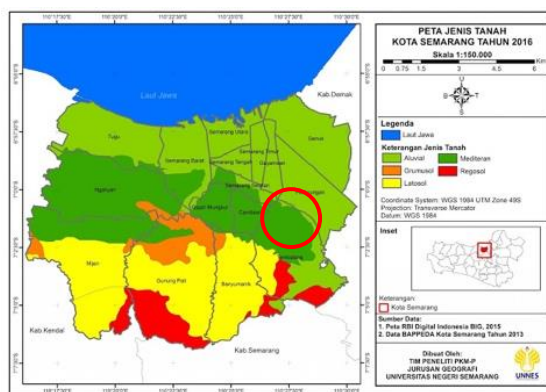 PETA JENIS TANAH
KOTA SEMARANG TAHUN 2016
Skala 1:150.000
0 0.75 1.5 3 4.5 6
Km
U
B T
S
Legenda
Laut Jawa
Keterangan Jenis Tanah
Aluvial
Mediteran
Grumusol
Regosol
Latosol
Coordinate System: WGS 1984 UTM Zone 49S
Projection: Transverse Mercator
Datum: WGS 1984
Inset
Keterangan:
Kota Semarang
Sumber Data:
1. Peta RBI Digital Indonesia BIG, 2015
2. Data BAPPEDA Kota Semarang Tahun 2013
Dibuat Oleh:
TIM PENELITI PKM-P
JURUSAN GEOGRAFI
UNIVERSITAS NEGERI SEMARANG
UNNES
Laut Jawa
Kab.Demak
Tugu
Semarang Utara
Semarang Barat
Semarang Timur
Semarang Tengah
Genuk
Semarang Selatan
Ngaliyan
Gajah Mungkur
Mijen
Gunung Pati
Banyumanik
Kab.Kendal
Kab.Semarang